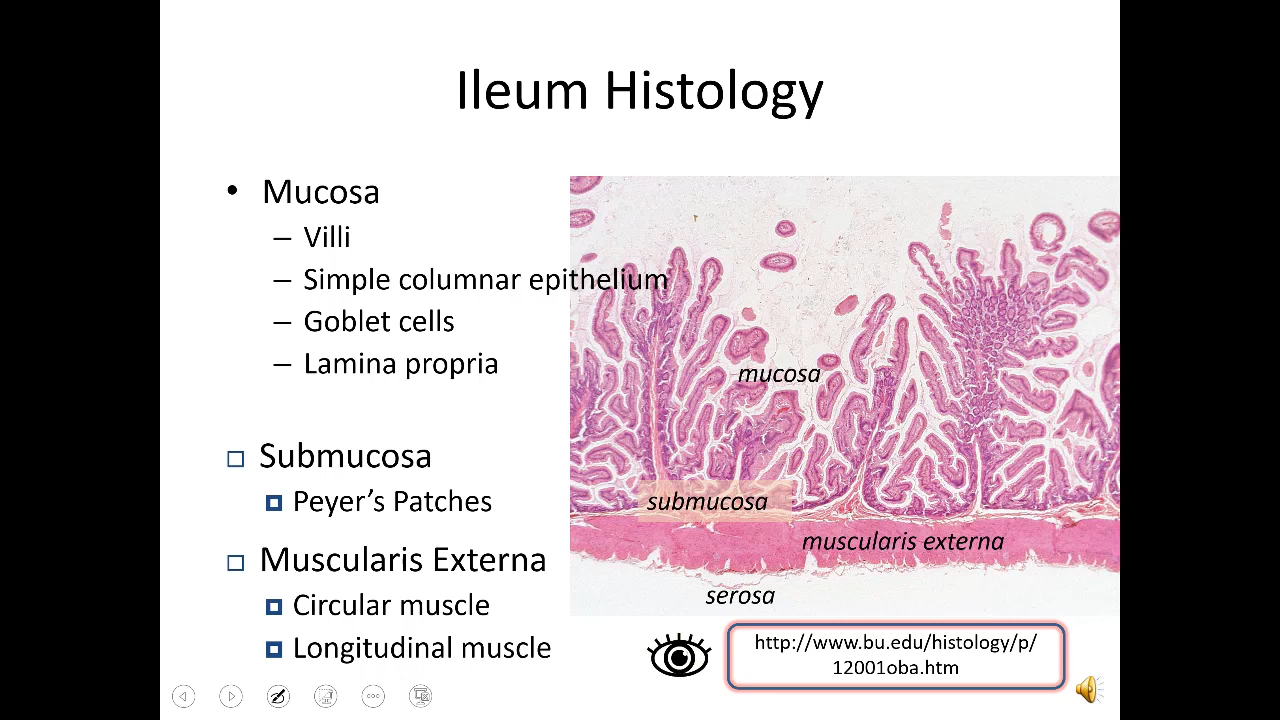 Ileum Histology
• Mucosa
– Villi
– Simple columnar epithelium
– Goblet cells
– Lamina propria
Submucosa
Peyer’s Patches
Muscularis Externa
Circular muscle
Longitudinal muscle
mucosa
submucosa
muscularis externa
serosa
http://www.bu.edu/histology/p/
12001oba.htm